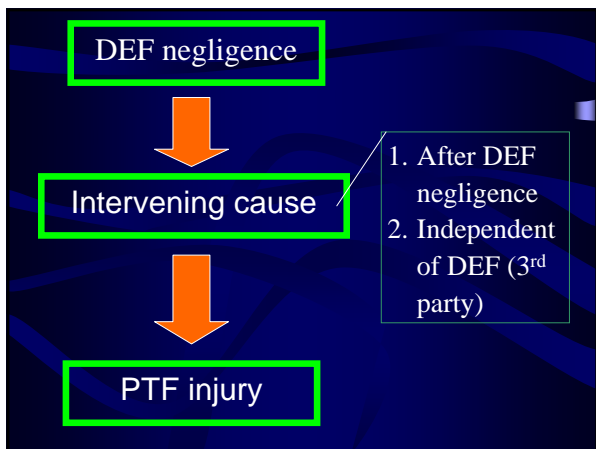 DEF negligence
Intervening cause
1. After DEF
negligence
2. Independent
of DEF (3rd
party)
PTF injury